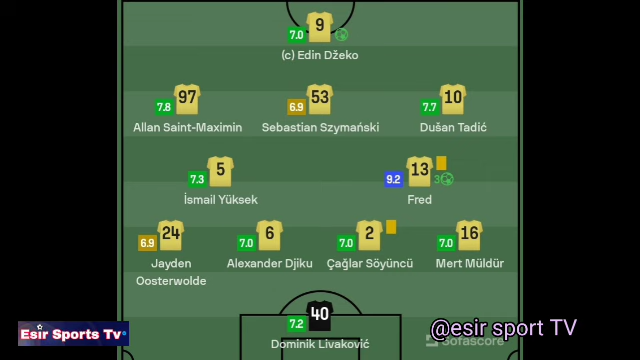 9
7.0
(c) Edin Džeko
97
53
10
7.8
6.9
7.7
Allan Saint-Maximin
Sebastian Szymański
Dušan Tadić
5
13
7.3
9.2
3
İsmail Yüksek
Fred
24
6
2
16
6.9
7.0
7.0
7.0
Jayden
Oosterwolde
Alexander Djiku
Çağlar Söyüncü
Mert Müldür
40
7.2
Dominik Livaković
Esir Sports Tv
@esir sport TV
Sofascore